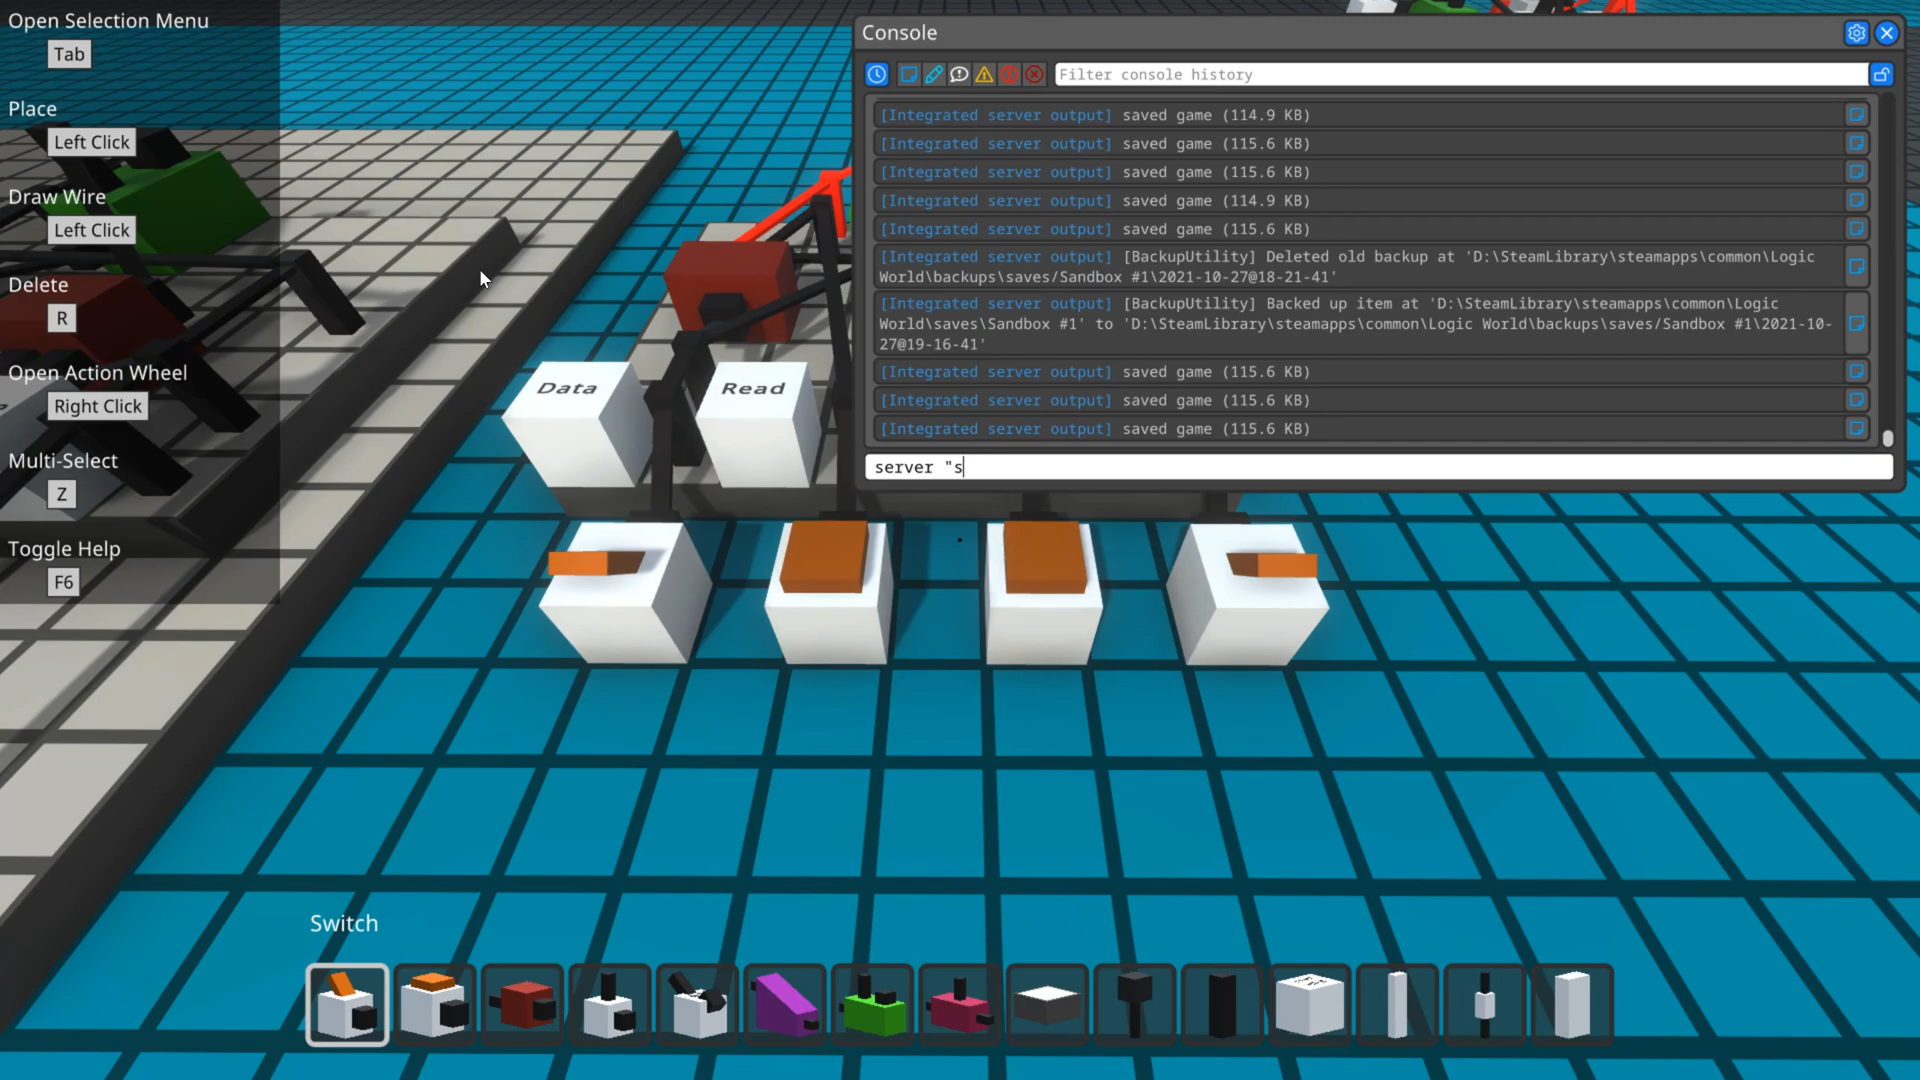 Open Selection Menu
Tab
Place
Left Click
Draw Wire
Left Click
Delete
R
Open Action Wheel
Right Click
Multi-Select
Z
Toggle Help
F6
Console
Filter console history
[Integrated server output] saved game (114.9 KB)
[Integrated server output] saved game (115.6 KB)
[Integrated server output] saved game (115.6 KB)
[Integrated server output] saved game (114.9 KB)
[Integrated server output] saved game (115.6 KB)
[Integrated server output] [BackupUtility] Deleted old backup at 'D:\SteamLibrary\steamapps\common\Logic
World\backups\saves/Sandbox #1\2021-10-27@18-21-41'
[Integrated server output] [BackupUtility] Backed up item at 'D:\SteamLibrary\steamapps\common\Logic
World\saves\Sandbox #1' to 'D:\SteamLibrary\steamapps\common\Logic World\backups\saves/Sandbox #1\2021-10-
27@19-16-41'
[Integrated server output] saved game (115.6 KB)
[Integrated server output] saved game (115.6 KB)
[Integrated server output] saved game (115.6 KB)
server "s
Data
Read
Switch